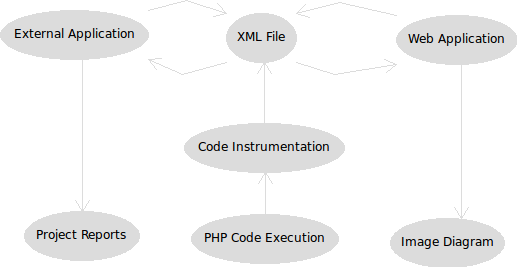 External Application
XML File
Web Application
Code Instrumentation
Project Reports
PHP Code Execution
Image Diagram